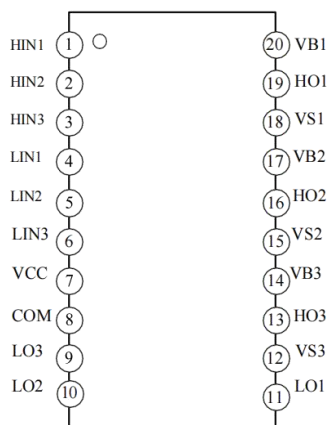 HIN1 1 20 VB1
HIN2 2 19 HO1
HIN3 3 18 VS1
LIN1 4 17 VB2
LIN2 5 16 HO2
LIN3 6 15 VS2
VCC 7 14 VB3
COM 8 13 HO3
LO3 9 12 VS3
LO2 10 11 LO1